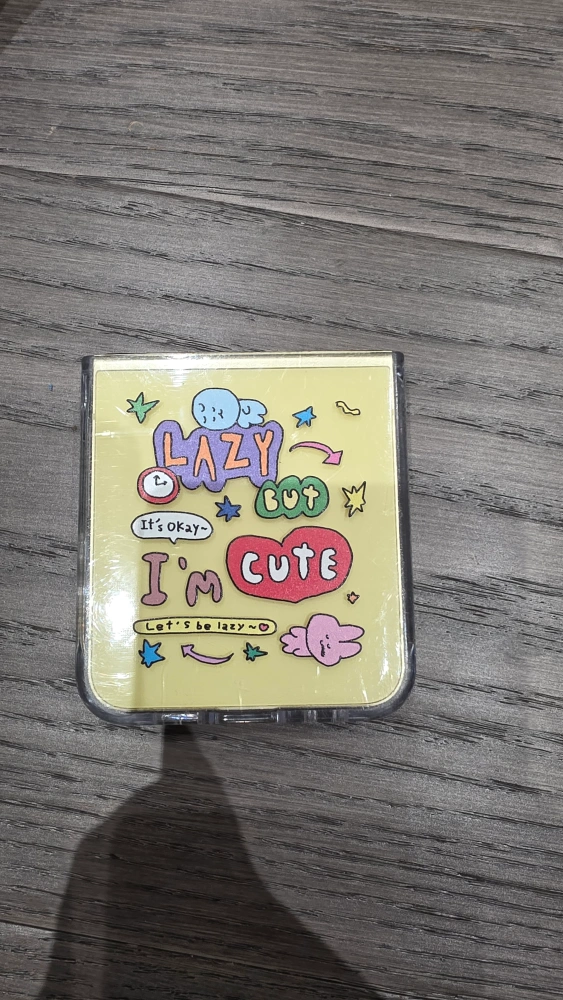 LAZY
BUT
It's OKay~
I'm CUTE
Let's be lazy~